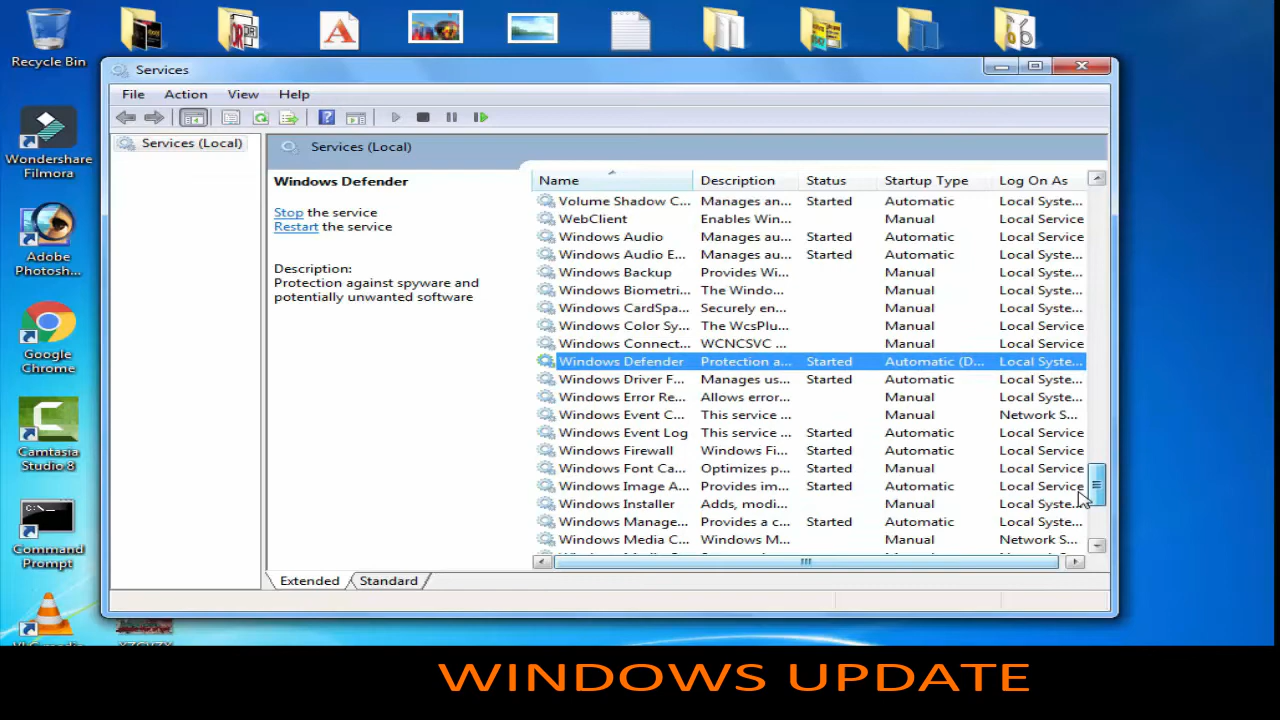 Recycle Bin
Wondershare
Filmora
Adobe
Photosh...
Google
Chrome
Camtasia
Studio 8
Command
Prompt
Services
File Action View Help
Services (Local)
Services (Local)
Windows Defender
Stop the service
Restart the service
Description:
Protection against spyware and
potentially unwanted software
Name Description Status Startup Type Log On As
Volume Shadow C... Manages an... Started Automatic Local Syste...
WebClient Enables Win... Manual Local Service
Windows Audio Manages au... Started Automatic Local Service
Windows Audio E... Manages au... Started Automatic Local Syste...
Windows Backup Provides Wi... Manual Local Syste...
Windows Biometri... The Windo... Manual Local Syste...
Windows CardSpa... Securely en... Manual Local Syste...
Windows Color Sy... The WcsPlu... Manual Local Service
Windows Connect... WCNCSVC ... Manual Local Service
Windows Defender Protection a... Started Automatic (D... Local Syste...
Windows Driver F... Manages us... Started Automatic Local Syste...
Windows Error Re... Allows error... Manual Local Syste...
Windows Event C... This service ... Manual Network S...
Windows Event Log This service ... Started Automatic Local Service
Windows Firewall Windows Fi... Started Automatic Local Service
Windows Font Ca... Optimizes p... Started Manual Local Service
Windows Image A... Provides im... Started Automatic Local Service
Windows Installer Adds, modi... Manual Local Syste...
Windows Manage... Provides a c... Started Automatic Local Syste...
Windows Media C... Windows M... Manual Network S...
Extended Standard
WINDOWS UPDATE